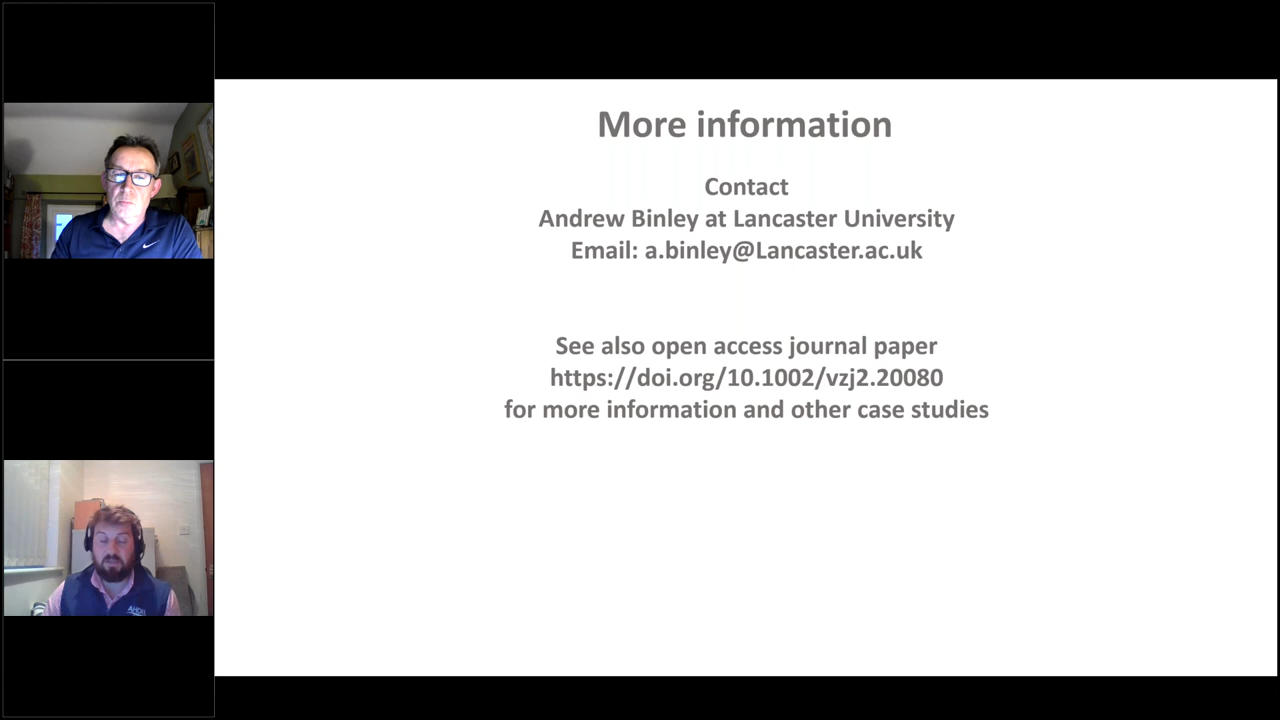 More information
Contact
Andrew Binley at Lancaster University
Email: a.binley@Lancaster.ac.uk
See also open access journal paper
https://doi.org/10.1002/vzj2.20080
for more information and other case studies
AHDB